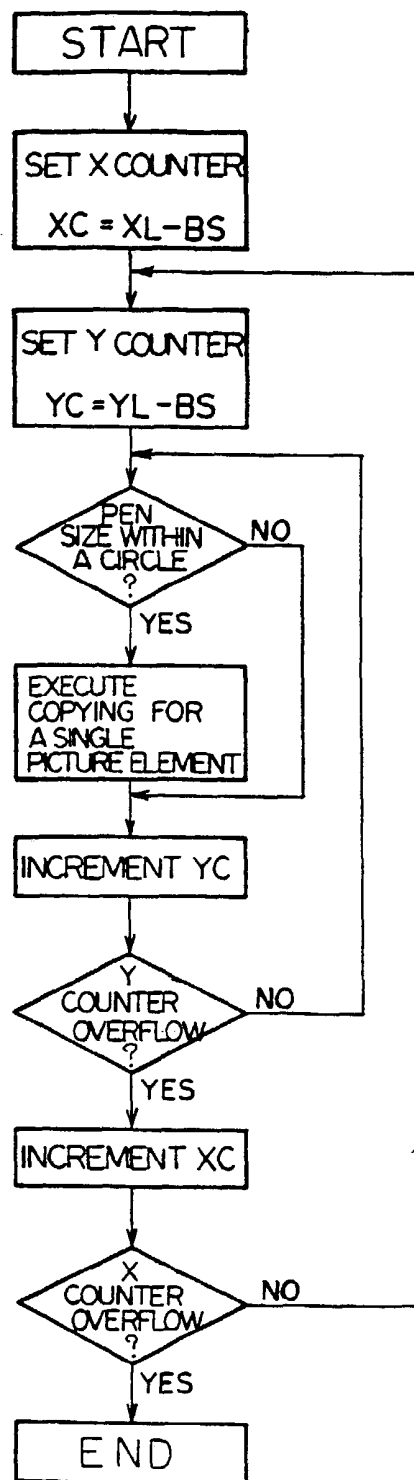 START
SET X COUNTER
XC = XL-BS
SET Y COUNTER
YC = YL-BS
PEN
SIZE WITHIN
A CIRCLE
?
NO
YES
EXECUTE
COPYING FOR
A SINGLE
PICTURE ELEMENT
INCREMENT YC
Y
COUNTER
OVERFLOW
?
NO
YES
INCREMENT XC
X
COUNTER
OVERFLOW
?
NO
YES
END